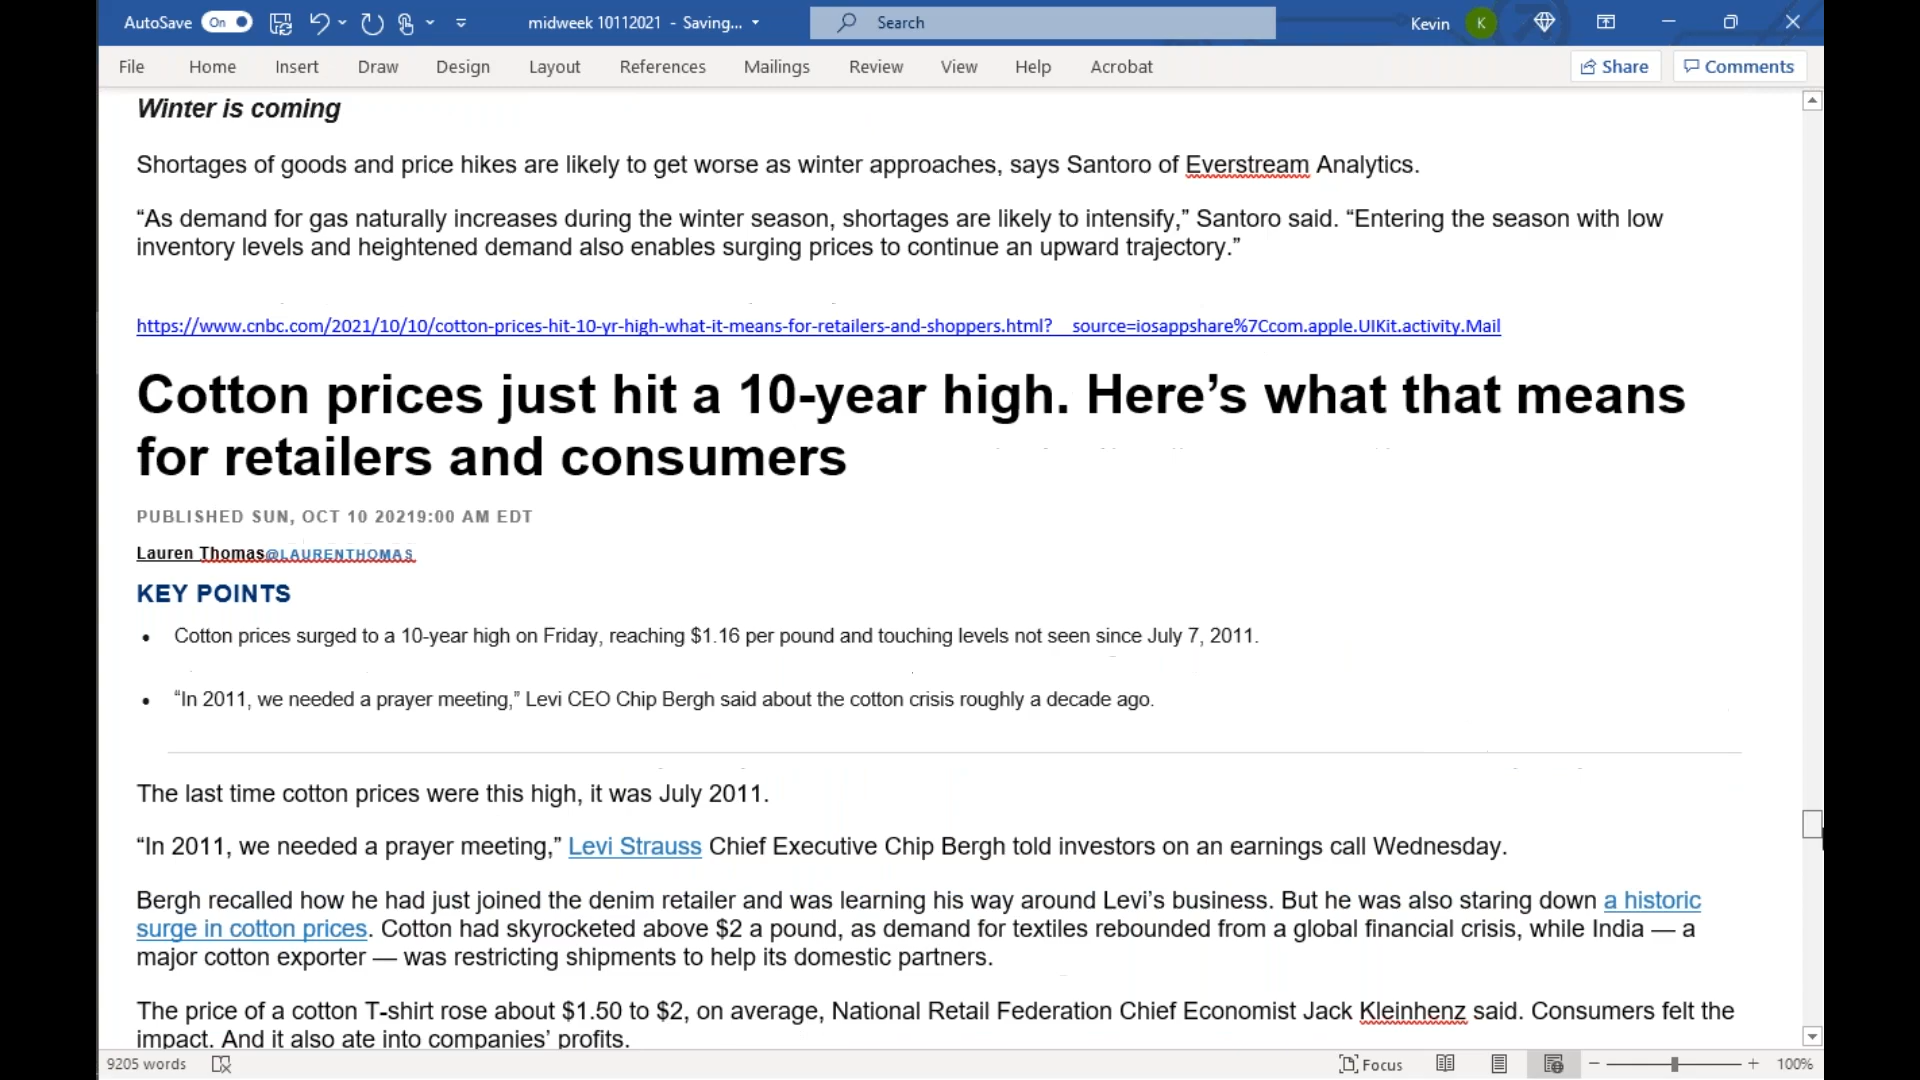 AutoSave On midweek 10112021 - Saving... Search Kevin K
File Home Insert Draw Design Layout References Mailings Review View Help Acrobat Share Comments
Winter is coming
Shortages of goods and price hikes are likely to get worse as winter approaches, says Santoro of Everstream Analytics.
“As demand for gas naturally increases during the winter season, shortages are likely to intensify,” Santoro said. “Entering the season with low
inventory levels and heightened demand also enables surging prices to continue an upward trajectory.”
https://www.cnbc.com/2021/10/10/cotton-prices-hit-10-yr-high-what-it-means-for-retailers-and-shoppers.html?__source=iosappshare%7Ccom.apple.UIKit.activity.Mail
Cotton prices just hit a 10-year high. Here’s what that means
for retailers and consumers
PUBLISHED SUN, OCT 10 20219:00 AM EDT
Lauren Thomas@LAURENTHOMAS
KEY POINTS
• Cotton prices surged to a 10-year high on Friday, reaching $1.16 per pound and touching levels not seen since July 7, 2011.
• “In 2011, we needed a prayer meeting,” Levi CEO Chip Bergh said about the cotton crisis roughly a decade ago.
The last time cotton prices were this high, it was July 2011.
“In 2011, we needed a prayer meeting,” Levi Strauss Chief Executive Chip Bergh told investors on an earnings call Wednesday.
Bergh recalled how he had just joined the denim retailer and was learning his way around Levi’s business. But he was also staring down a historic
surge in cotton prices. Cotton had skyrocketed above $2 a pound, as demand for textiles rebounded from a global financial crisis, while India — a
major cotton exporter — was restricting shipments to help its domestic partners.
The price of a cotton T-shirt rose about $1.50 to $2, on average, National Retail Federation Chief Economist Jack Kleinhenz said. Consumers felt the
impact. And it also ate into companies’ profits.
9205 words Focus 100%